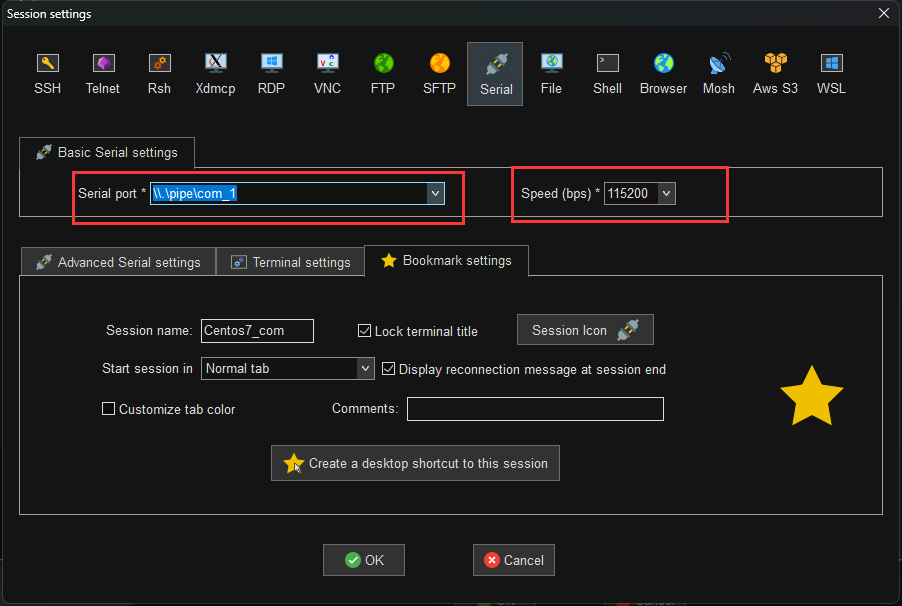 Session settings
SSH Telnet Rsh Xdmcp RDP VNC FTP SFTP Serial File Shell Browser Mosh Aws S3 WSL
Basic Serial settings
Serial port * \\.\pipe\com_1 Speed (bps) * 115200
Advanced Serial settings Terminal settings Bookmark settings
Session name: Centos7_com Lock terminal title Session Icon
Start session in Normal tab Display reconnection message at session end
Customize tab color Comments:
Create a desktop shortcut to this session
OK Cancel